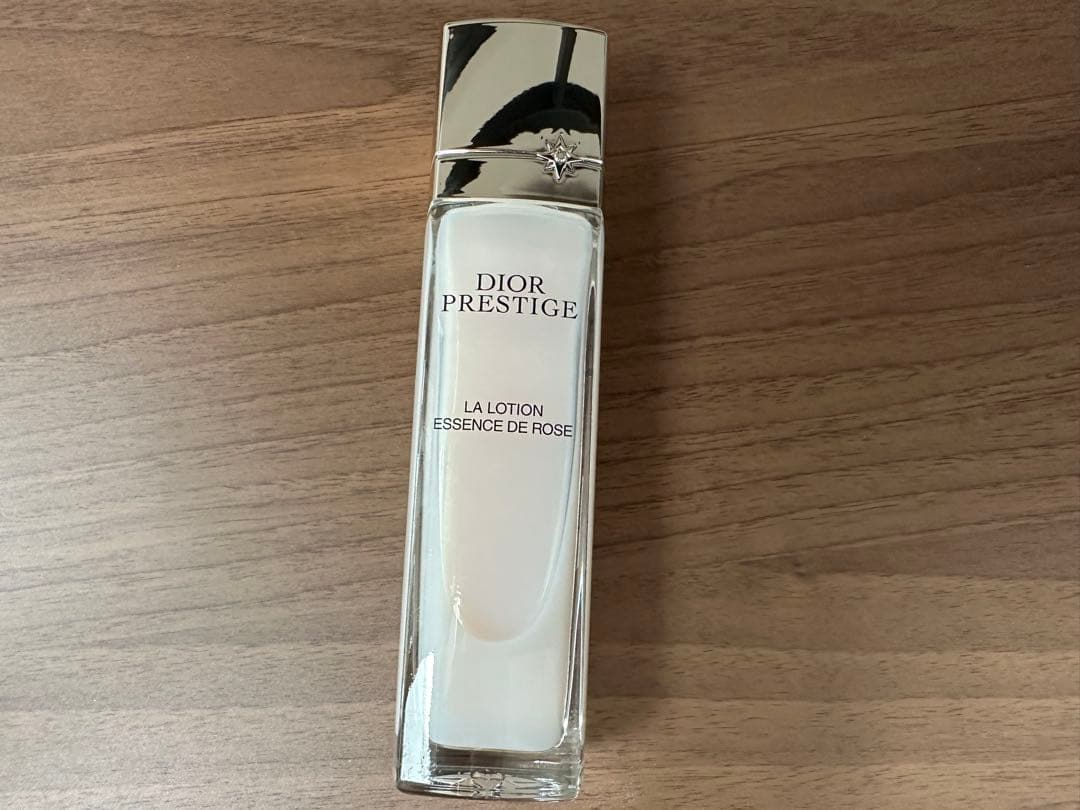 DIOR
PRESTIGE
LA LOTION
ESSENCE DE ROSE